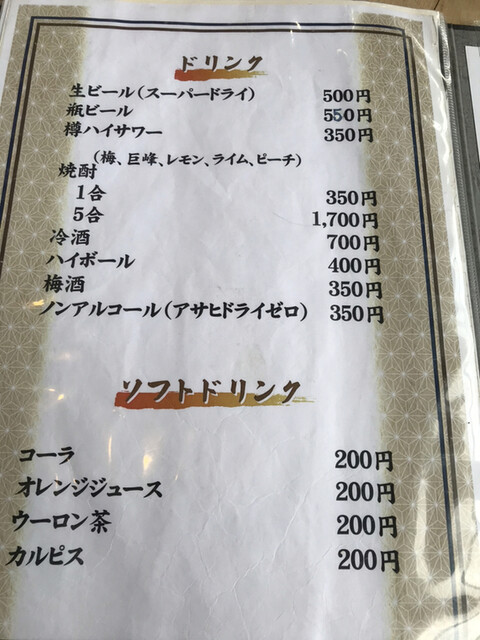 ドリンク
生ビール(スーパードライ) 500円
瓶ビール 550円
樽ハイサワー 350円
(梅、巨峰、レモン、ライム、ピーチ)
焼酎
1合 350円
5合 1,700円
冷酒 700円
ハイボール 400円
梅酒 350円
ノンアルコール(アサヒドライゼロ) 350円
ソフトドリンク
コーラ 200円
オレンジジュース 200円
ウーロン茶 200円
カルピス 200円